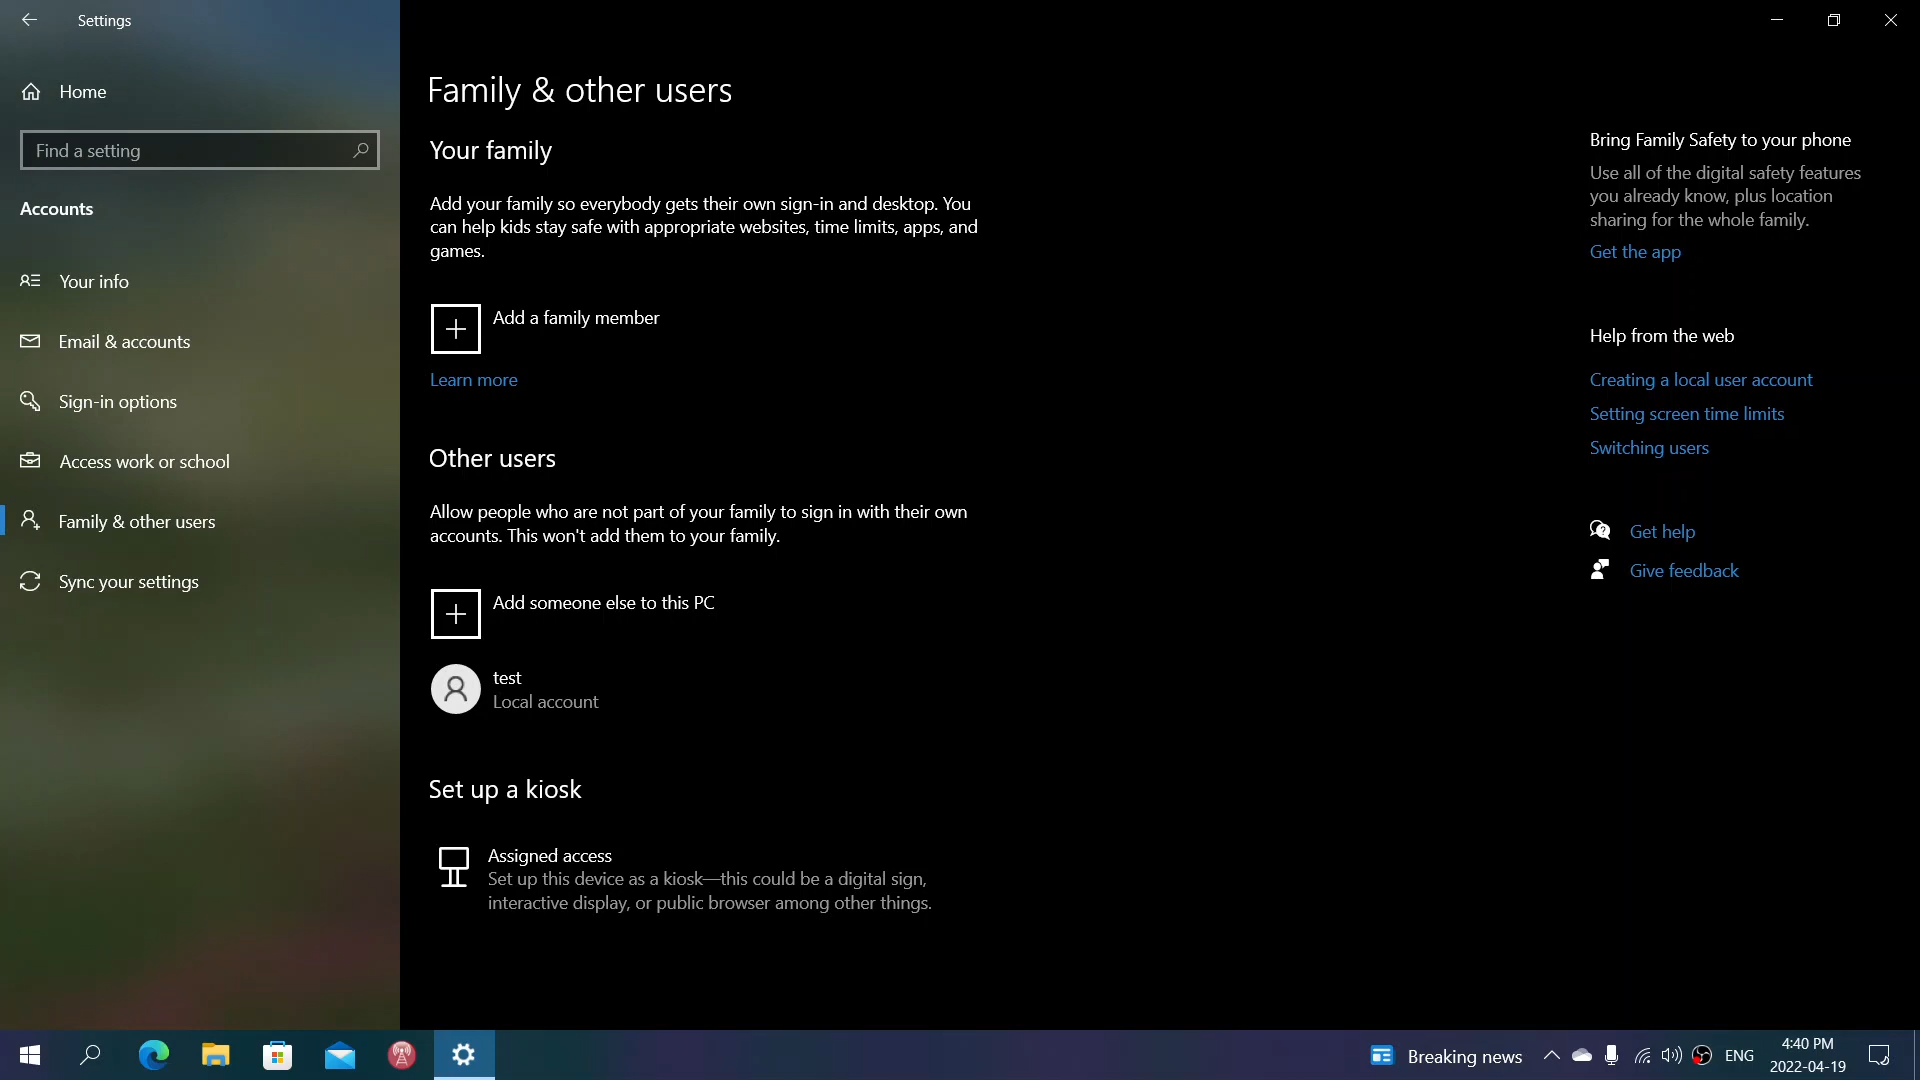 Settings
Home
Find a setting
Accounts
Your info
Email & accounts
Sign-in options
Access work or school
Family & other users
Sync your settings
Family & other users
Your family
Add your family so everybody gets their own sign-in and desktop. You
can help kids stay safe with appropriate websites, time limits, apps, and
games.
Add a family member
Learn more
Other users
Allow people who are not part of your family to sign in with their own
accounts. This won't add them to your family.
Add someone else to this PC
test
Local account
Set up a kiosk
Assigned access
Set up this device as a kiosk—this could be a digital sign,
interactive display, or public browser among other things.
Bring Family Safety to your phone
Use all of the digital safety features
you already know, plus location
sharing for the whole family.
Get the app
Help from the web
Creating a local user account
Setting screen time limits
Switching users
Get help
Give feedback
Breaking news
ENG
4:40 PM
2022-04-19